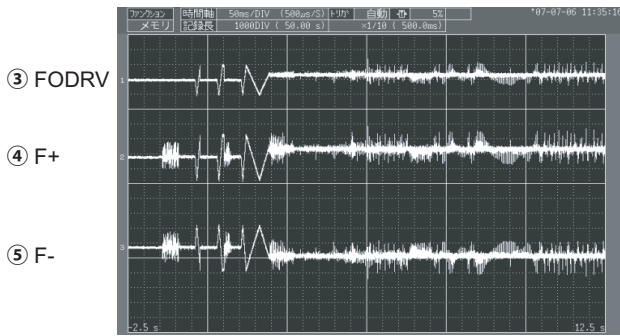 ファンクション 時間軸 50ms/DIV (500μs/S) トリガ 自動 5% '07-07-06 11:35:1
メモリ 記録長 1000DIV ( 50.00 s) ×1/10 ( 500.0ms)
③ FODRV
1
④ F+
2
⑤ F-
3
-2.5 s 12.5 s